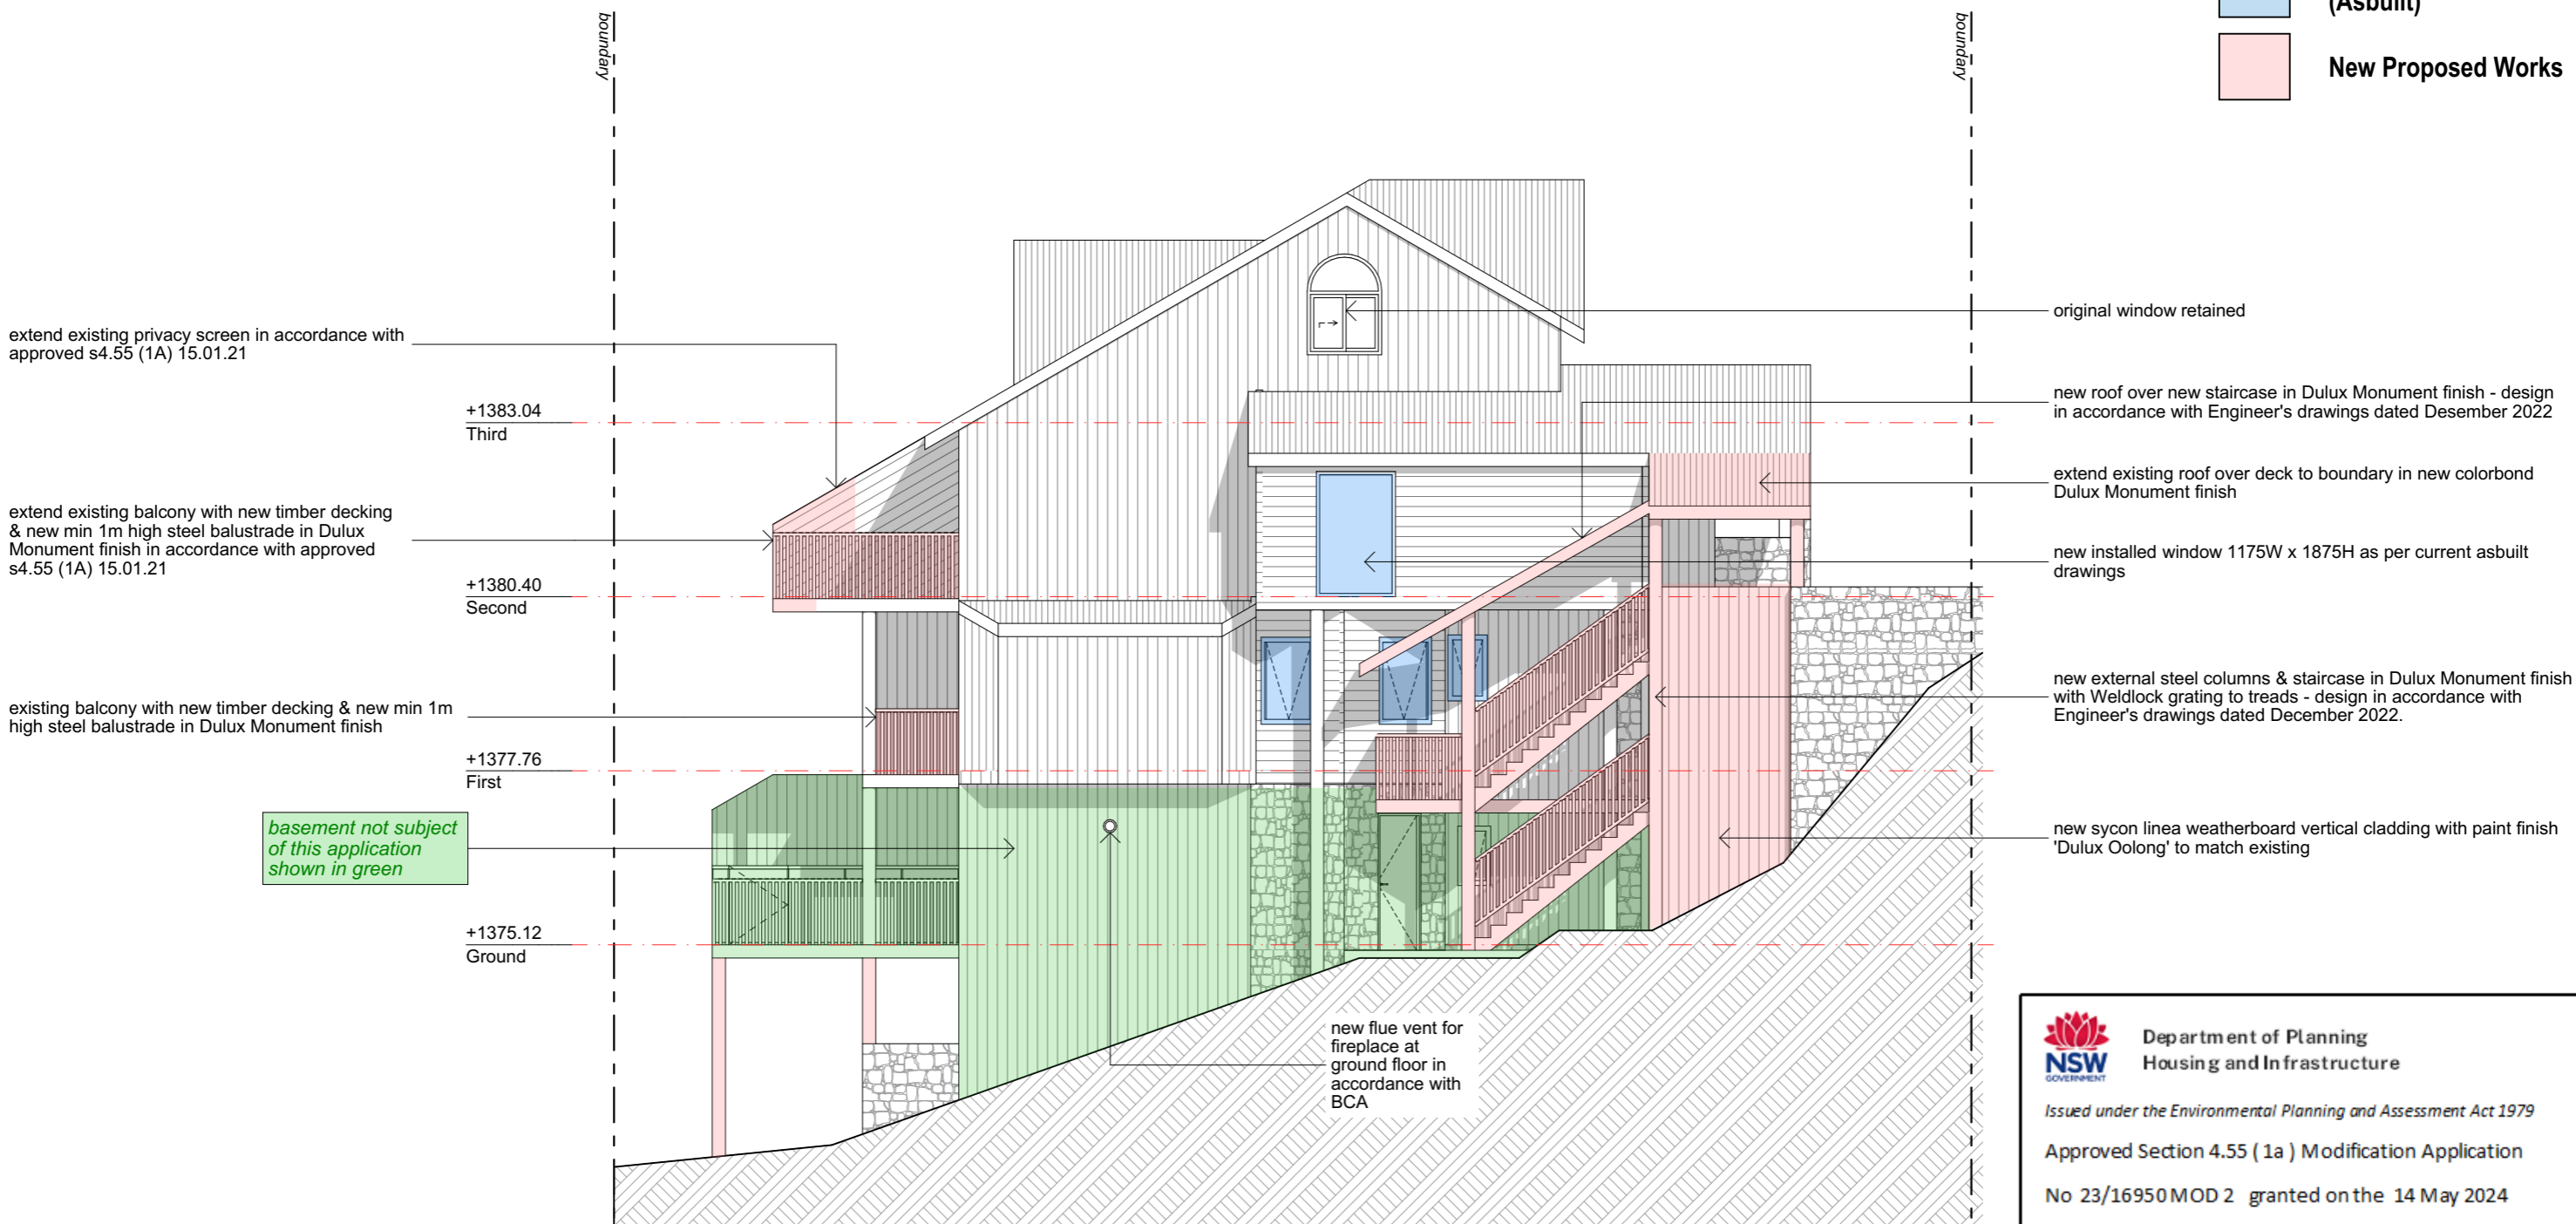 boundary
boundary
(Asbuilt)
New Proposed Works
extend existing privacy screen in accordance with
approved s4.55 (1A) 15.01.21
+1383.04
Third
extend existing balcony with new timber decking
& new min 1m high steel balustrade in Dulux
Monument finish in accordance with approved
s4.55 (1A) 15.01.21
+1380.40
Second
existing balcony with new timber decking & new min 1m
high steel balustrade in Dulux Monument finish
+1377.76
First
basement not subject
of this application
shown in green
+1375.12
Ground
original window retained
new roof over new staircase in Dulux Monument finish - design
in accordance with Engineer's drawings dated Desember 2022
extend existing roof over deck to boundary in new colorbond
Dulux Monument finish
new installed window 1175W x 1875H as per current asbuilt
drawings
new external steel columns & staircase in Dulux Monument finish
with Weldlock grating to treads - design in accordance with
Engineer's drawings dated December 2022.
new sycon linea weatherboard vertical cladding with paint finish
'Dulux Oolong' to match existing
new flue vent for
fireplace at
ground floor in
accordance with
BCA
NSW
GOVERNMENT
Department of Planning
Housing and Infrastructure
Issued under the Environmental Planning and Assessment Act 1979
Approved Section 4.55 ( 1a ) Modification Application
No 23/16950 MOD 2 granted on the 14 May 2024